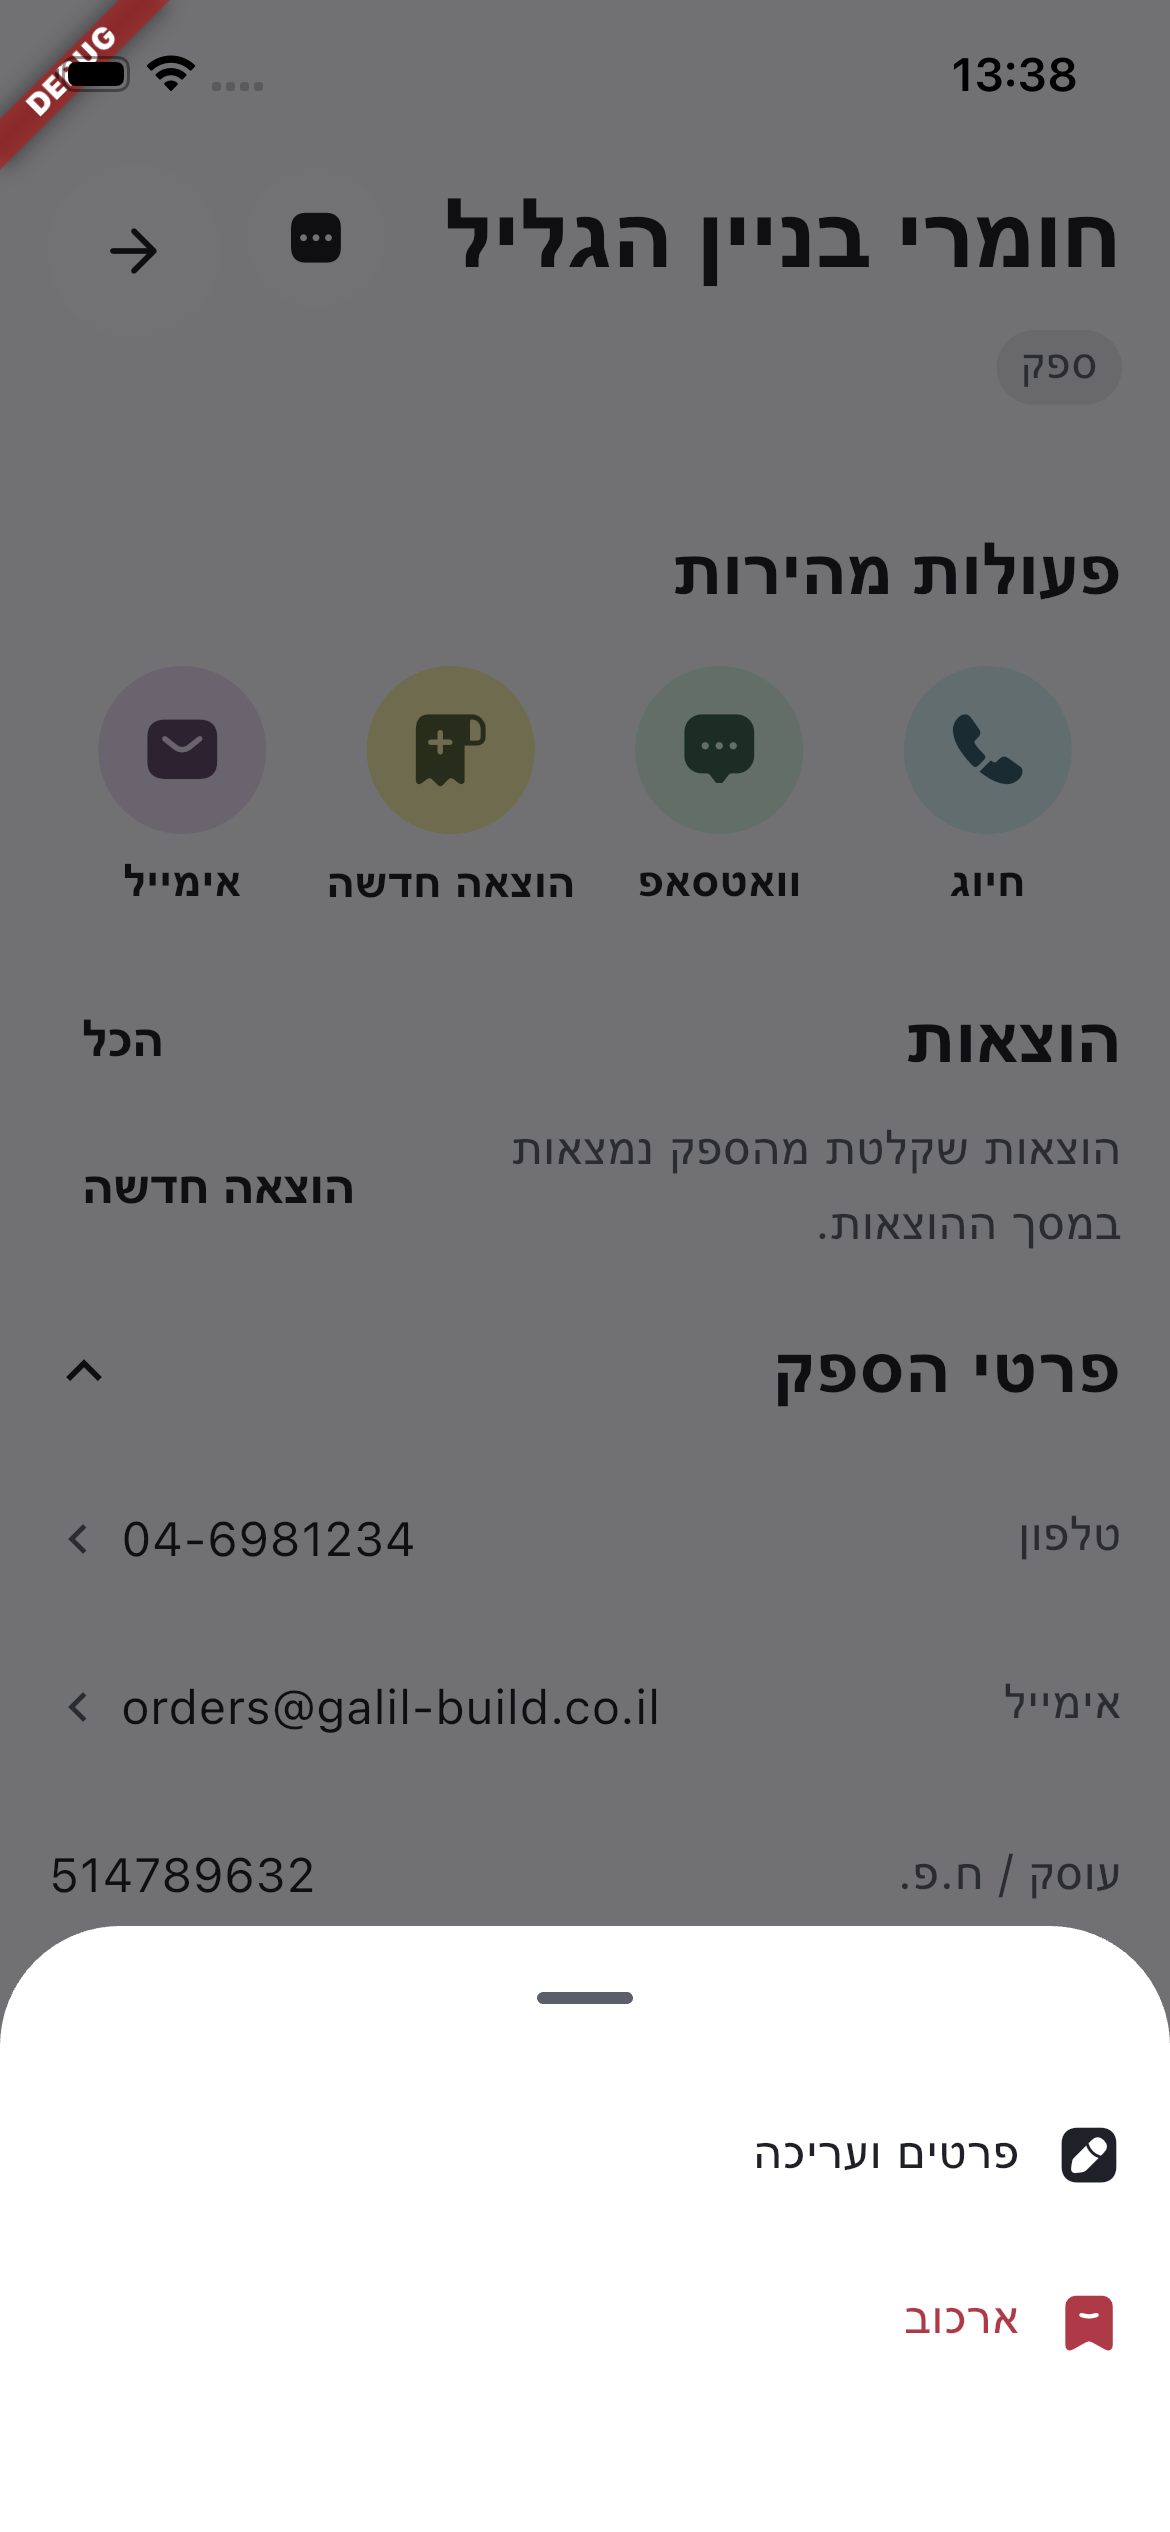 13:38
DEBUG
חומרי בניין הגליל
ספק
פעולות מהירות
חיוג
וואטסאפ
הוצאה חדשה
אימייל
הוצאות
הכל
הוצאות שקלטת מהספק נמצאות
במסך ההוצאות.
הוצאה חדשה
פרטי הספק
טלפון
04-6981234
אימייל
orders@galil-build.co.il
עוסק / ח.פ.
514789632
פרטים ועריכה
ארכוב